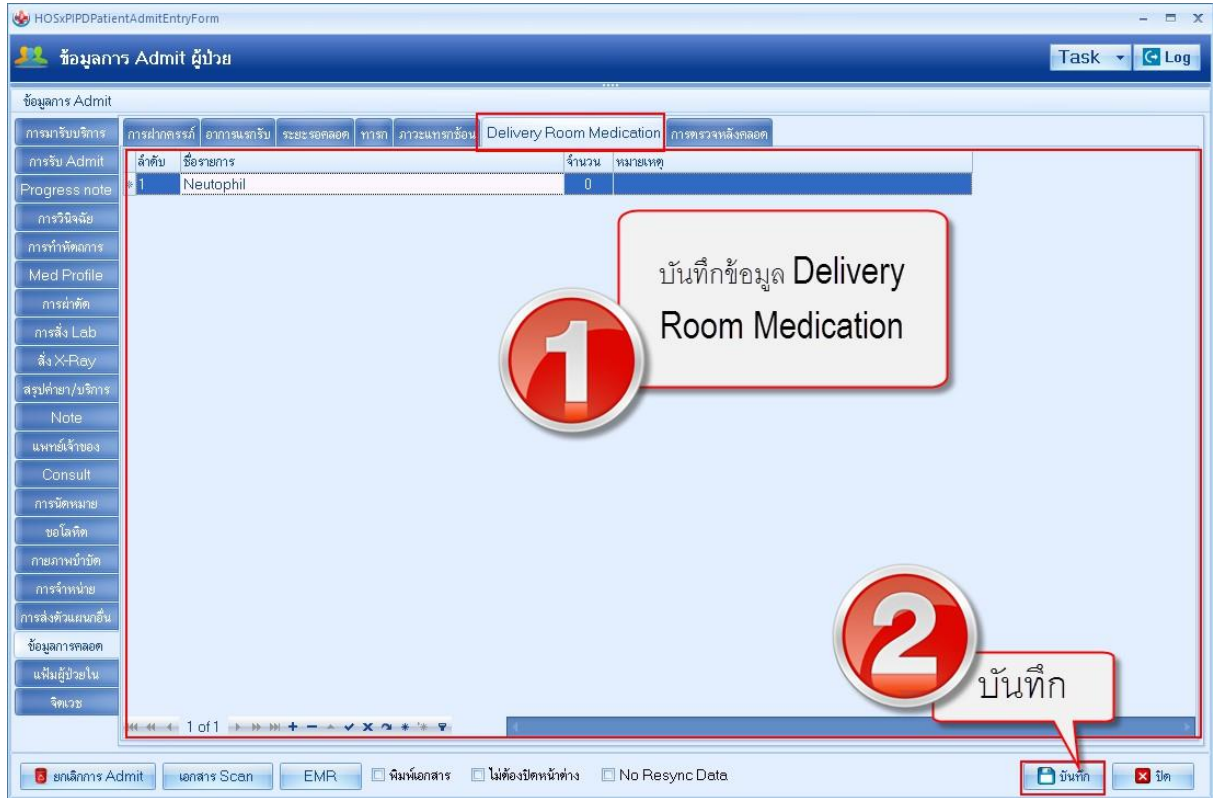 HOSxPIPDPatientAdmitEntryForm
ข้อมูลการ Admit ผู้ป่วย
Task
Log
ข้อมูลการ Admit
การมารับบริการ
การรับ Admit
Progress note
การวินิจฉัย
การทำหัตถการ
Med Profile
การผ่าตัด
การสั่ง Lab
สั่ง X-Ray
สรุปค่ายา/บริการ
Note
แพทย์เจ้าของ
Consult
การนัดหมาย
ขอโลหิต
กายภาพบำบัด
การจำหน่าย
การส่งตัวแผนกอื่น
ข้อมูลการคลอด
แฟ้มผู้ป่วยใน
จิตเวช
การฝากครรภ์ อาการแรกรับ ระยะรอคลอด ทารก ภาวะแทรกซ้อน Delivery Room Medication การตรวจหลังคลอด
ลำดับ ชื่อรายการ จำนวน หมายเหตุ
1 Neutophil 0
1
บันทึกข้อมูล Delivery
Room Medication
2
บันทึก
1 of 1
ยกเลิกการ Admit
เอกสาร Scan
EMR
พิมพ์เอกสาร
ไม่ต้องปิดหน้าต่าง
No Resync Data
บันทึก
ปิด